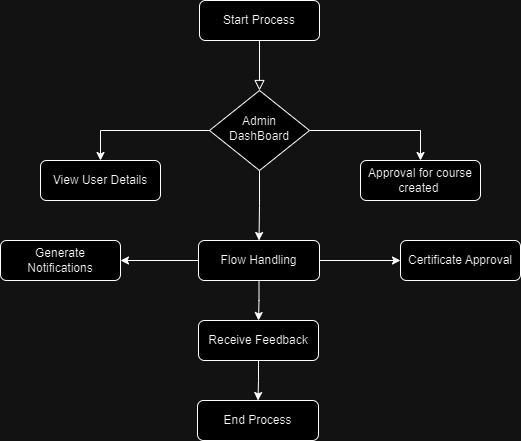 Start Process
Admin
DashBoard
View User Details
Approval for course
created
Generate
Notifications
Flow Handling
Certificate Approval
Receive Feedback
End Process